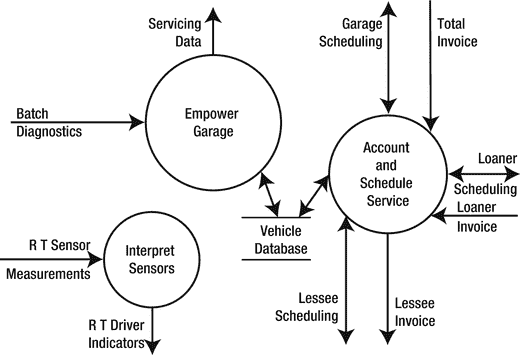 Servicing
Data
Garage
Scheduling
Total
Invoice
Batch
Diagnostics
Empower
Garage
Account
and
Schedule
Service
Loaner
Scheduling
Loaner
Invoice
Vehicle
Database
R T Sensor
Measurements
Interpret
Sensors
Lessee
Scheduling
Lessee
Invoice
R T Driver
Indicators